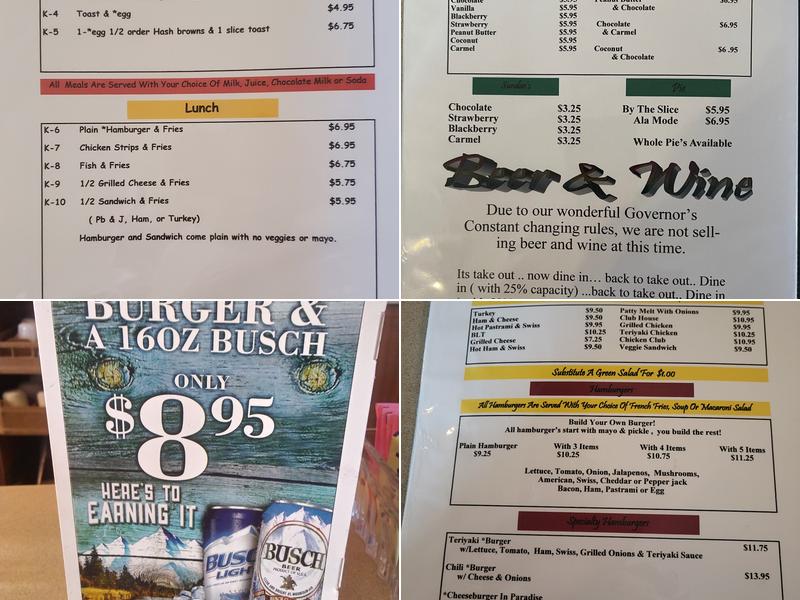 K-4 Toast & *egg $4.95
K-5 1-*egg 1/2 order Hash browns & 1 slice toast $6.75
All Meals Are Served With Your Choice Of Milk, Juice, Chocolate Milk or Soda
Lunch
K-6 Plain *Hamburger & Fries $6.95
K-7 Chicken Strips & Fries $6.95
K-8 Fish & Fries $6.75
K-9 1/2 Grilled Cheese & Fries $5.75
K-10 1/2 Sandwich & Fries $5.95
( Pb & J, Ham, or Turkey)
Hamburger and Sandwich come plain with no veggies or mayo.
Chocolate $5.95
Vanilla $5.95
Blackberry $5.95
Strawberry $5.95
Peanut Butter $5.95
Coconut $5.95
Carmel $5.95
Peanut Butter $6.95
& Chocolate
Chocolate $6.95
& Carmel
Coconut $6 .95
& Chocolate
Sundae's
Chocolate $3.25
Strawberry $3.25
Blackberry $3.25
Carmel $3.25
Pie
By The Slice $5.95
Ala Mode $6.95
Whole Pie's Available
Beer & Wine
Due to our wonderful Governor's
Constant changing rules, we are not sell-
ing beer and wine at this time.
Its take out .. now dine in… back to take out.. Dine
in ( with 25% capacity) ...back to take out.. Dine in
BURGER &
A 16OZ BUSCH
ONLY
$8.95
HERE'S TO
EARNING IT
BUSCH
LIGHT
BUSCH
BEER
Turkey $9.50
Ham & Cheese $9.50
Hot Pastrami & Swiss $9.95
BLT $10.25
Grilled Cheese $7.25
Hot Ham & Swiss $9.50
Patty Melt With Onions $9.95
Club House $10.95
Grilled Chicken $9.95
Teriyaki Chicken $10.25
Chicken Club $10.95
Veggie Sandwich $9.50
Substitute A Green Salad For $1.00
Hamburgers
All Hamburgers Are Served With Your Choice Of French Fries, Soup Or Macaroni Salad
Build Your Own Burger!
All hamburger's start with mayo & pickle , you build the rest!
Plain Hamburger With 3 Items With 4 Items With 5 Items
$9.25 $10.25 $10.75 $11.25
Lettuce, Tomato, Onion, Jalapenos, Mushrooms,
American, Swiss, Cheddar or Pepper jack
Bacon, Ham, Pastrami or Egg
Specialty Hamburgers
Teriyaki *Burger $11.75
w/Lettuce, Tomato, Ham, Swiss, Grilled Onions & Teriyaki Sauce
Chili *Burger $13.95
w/ Cheese & Onions
*Cheeseburger In Paradise